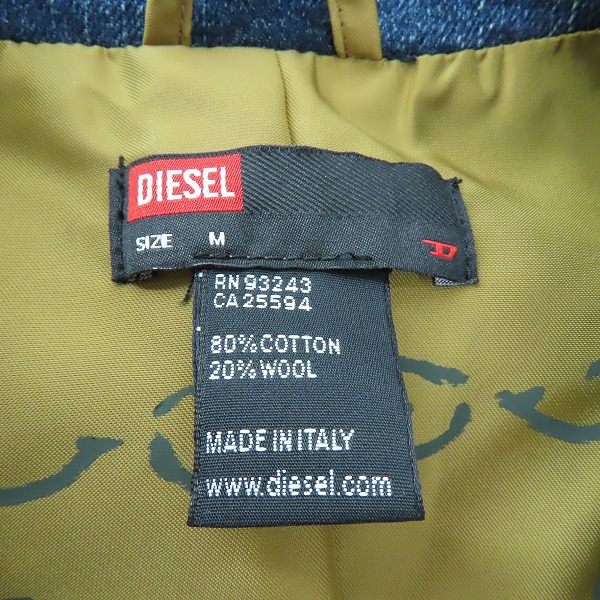 DIESEL
SIZE M
RN 93243
CA 25594
80% COTTON
20% WOOL
MADE IN ITALY
www.diesel.com